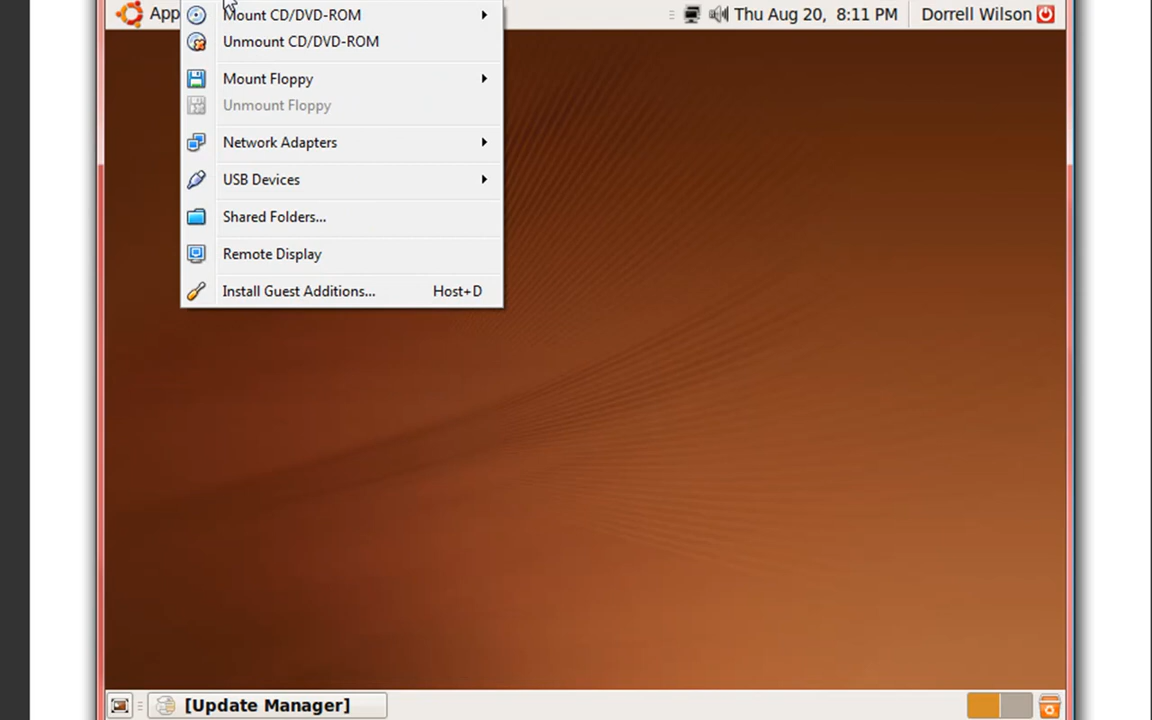 App
Thu Aug 20, 8:11 PM
Dorrell Wilson
Mount CD/DVD-ROM
Unmount CD/DVD-ROM
Mount Floppy
Unmount Floppy
Network Adapters
USB Devices
Shared Folders...
Remote Display
Install Guest Additions... Host+D
[Update Manager]